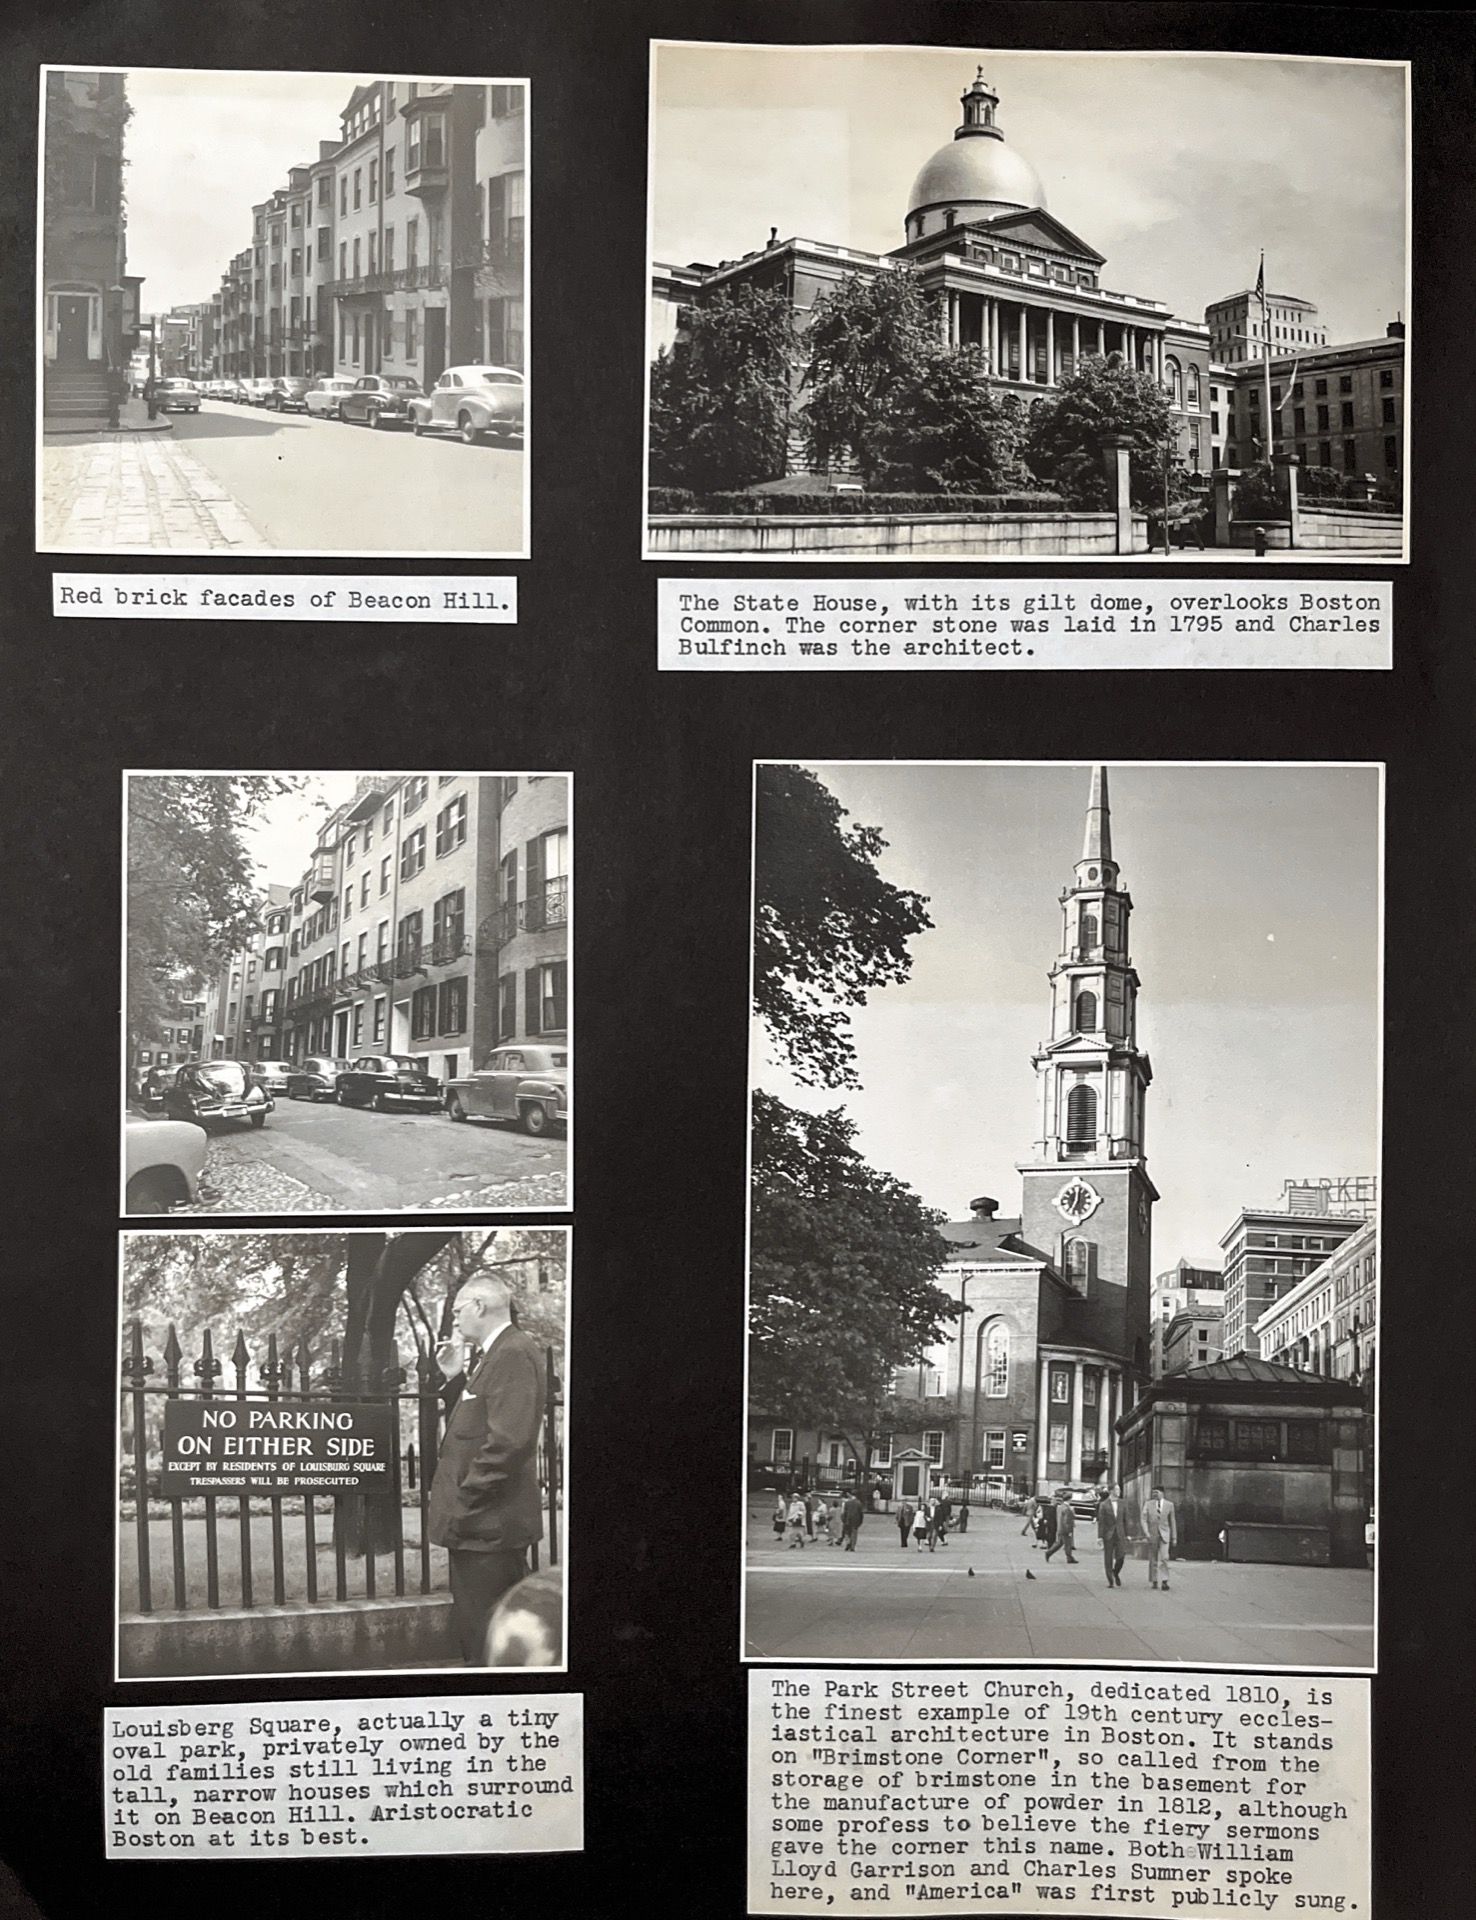 Red brick facades of Beacon Hill.
The State House, with its gilt dome, overlooks Boston
Common. The corner stone was laid in 1795 and Charles
Bulfinch was the architect.
NO PARKING
ON EITHER SIDE
EXCEPT BY RESIDENTS OF LOUISBURG SQUARE
TRESPASSERS WILL BE PROSECUTED
Louisberg Square, actually a tiny
oval park, privately owned by the
old families still living in the
tall, narrow houses which surround
it on Beacon Hill. Aristocratic
Boston at its best.
PARKER
The Park Street Church, dedicated 1810, is
the finest example of 19th century eccles-
iastical architecture in Boston. It stands
on "Brimstone Corner", so called from the
storage of brimstone in the basement for
the manufacture of powder in 1812, although
some profess to believe the fiery sermons
gave the corner this name. Both William
Lloyd Garrison and Charles Sumner spoke
here, and "America" was first publicly sung.